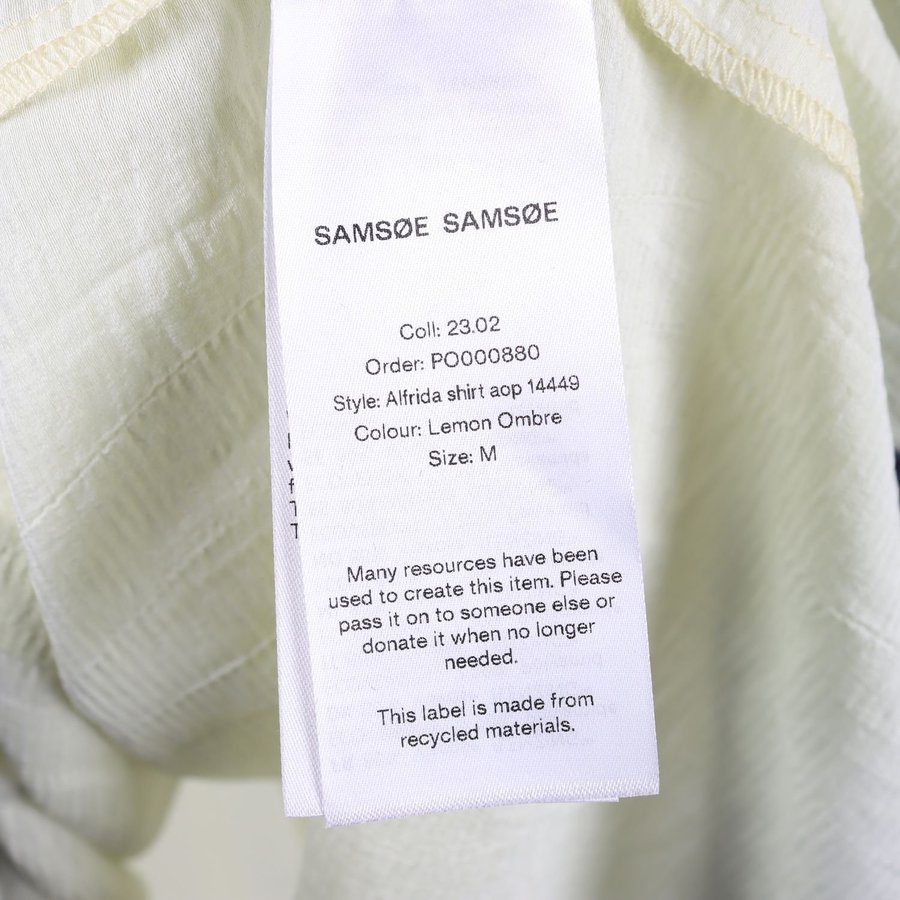 SAMSØE SAMSØE
Coll: 23.02
Order: PO000880
Style: Alfrida shirt aop 14449
Colour: Lemon Ombre
Size: M
Many resources have been
used to create this item. Please
pass it on to someone else or
donate it when no longer
needed.
This label is made from
recycled materials.